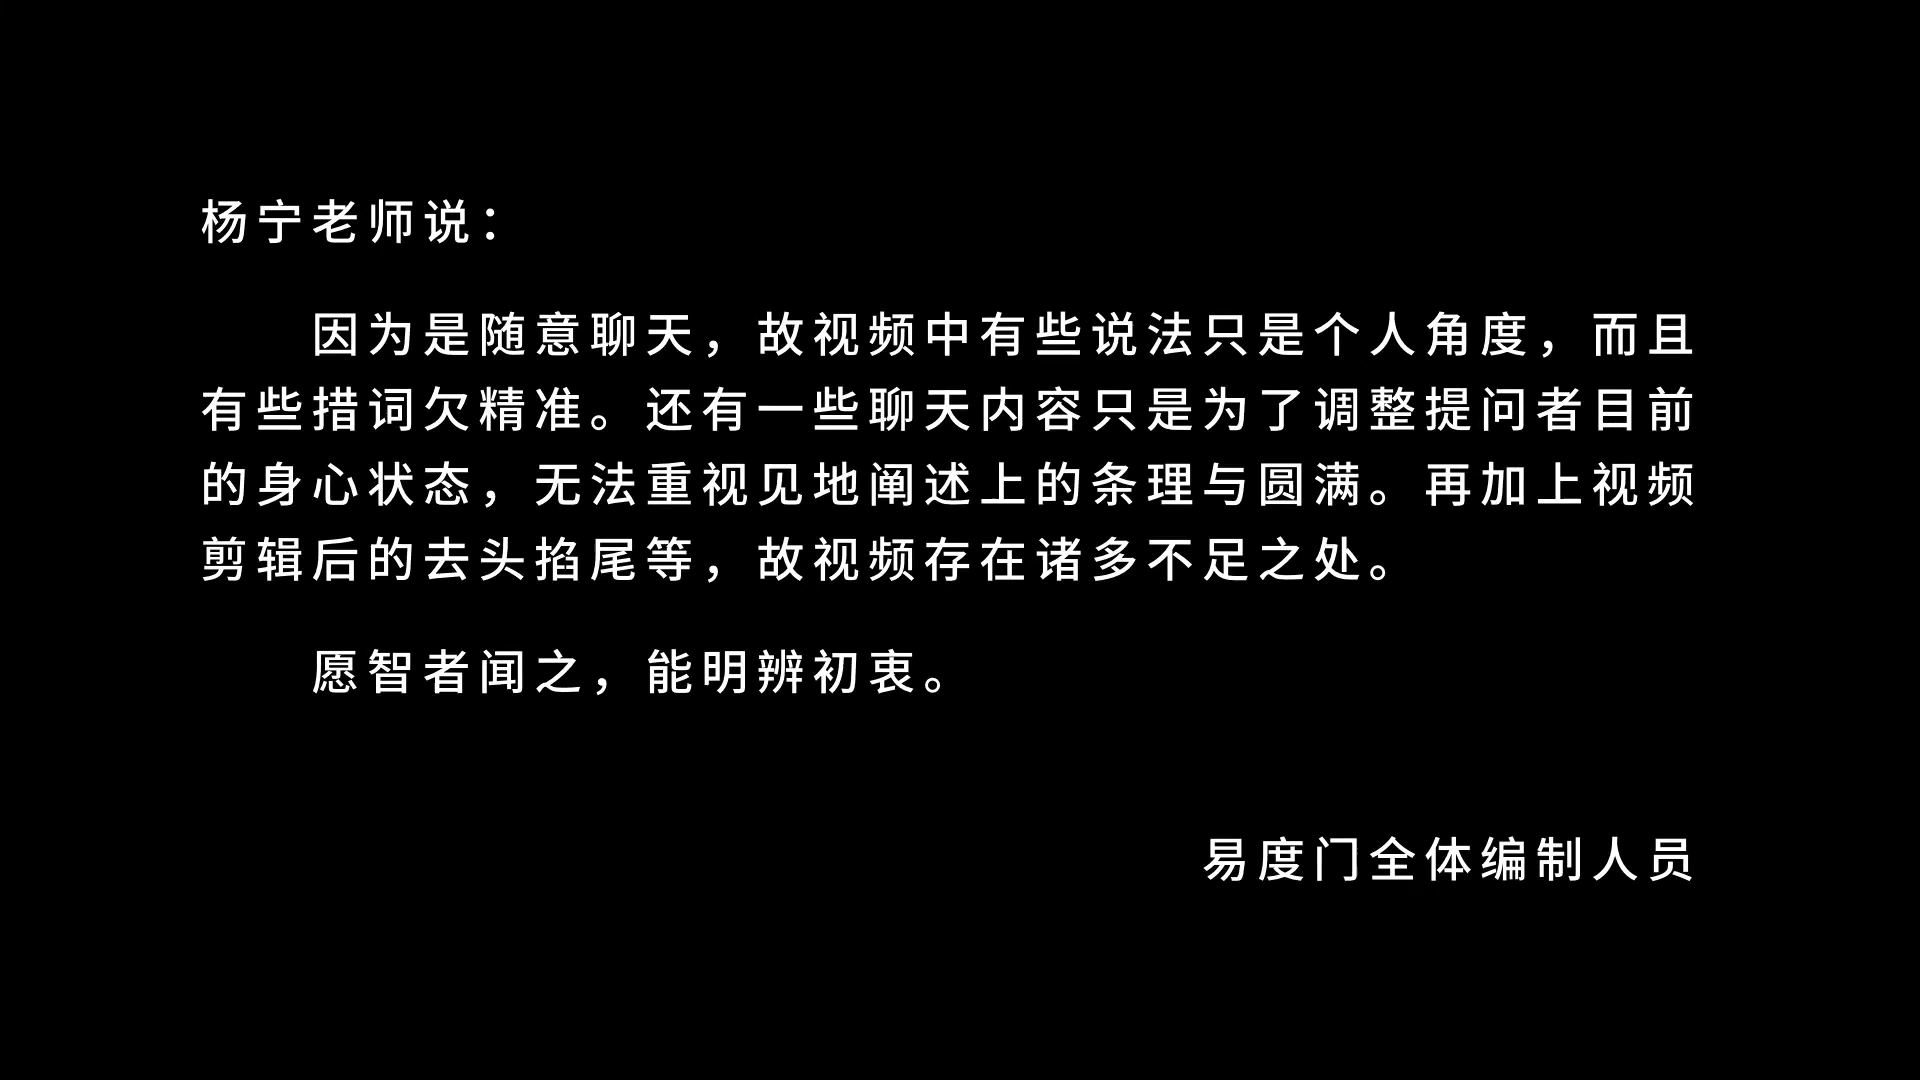 杨宁老师说：
因为是随意聊天，故视频中有些说法只是个人角度，而且
有些措词欠精准。还有一些聊天内容只是为了调整提问者目前
的身心状态，无法重视见地阐述上的条理与圆满。再加上视频
剪辑后的去头掐尾等，故视频存在诸多不足之处。
愿智者闻之，能明辨初衷。
易度门全体编制人员